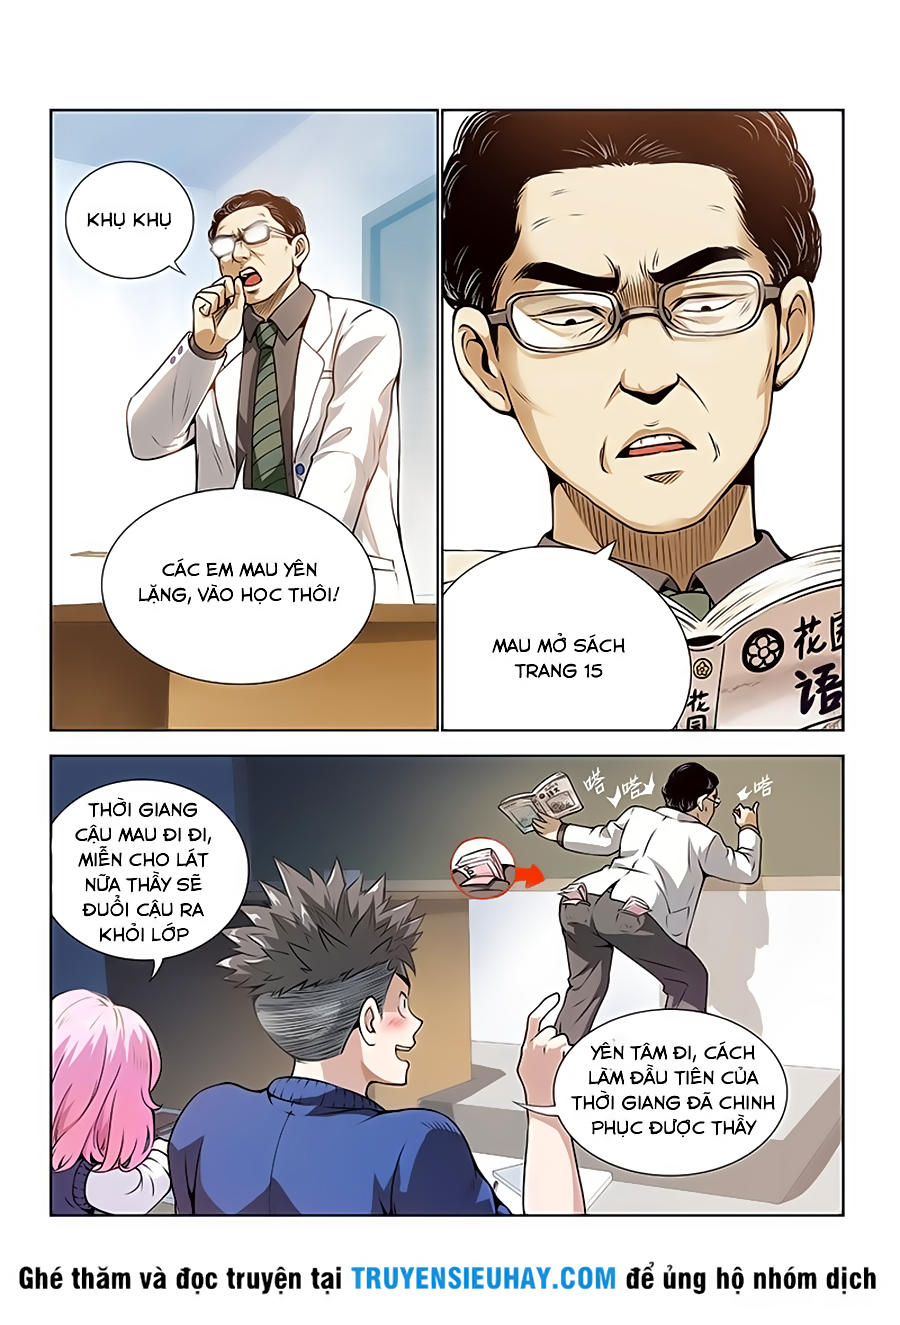 KHỤ KHỤ
CÁC EM MAU YÊN
LẶNG, VÀO HỌC THÔI!
MAU MỞ SÁCH
TRANG 15
花园
语
花
园
THỜI GIANG
CẬU MAU ĐI ĐI,
MIỄN CHO LÁT
NỮA THẦY SẼ
ĐUỔI CẬU RA
KHỎI LỚP
嗒 嗒 嗒
YÊN TÂM ĐI, CÁCH
LÀM ĐẦU TIÊN CỦA
THỜI GIANG ĐÃ CHINH
PHỤC ĐƯỢC THẦY
Ghé thăm và đọc truyện tại TRUYENSIEUHAY.COM để ủng hộ nhóm dịch